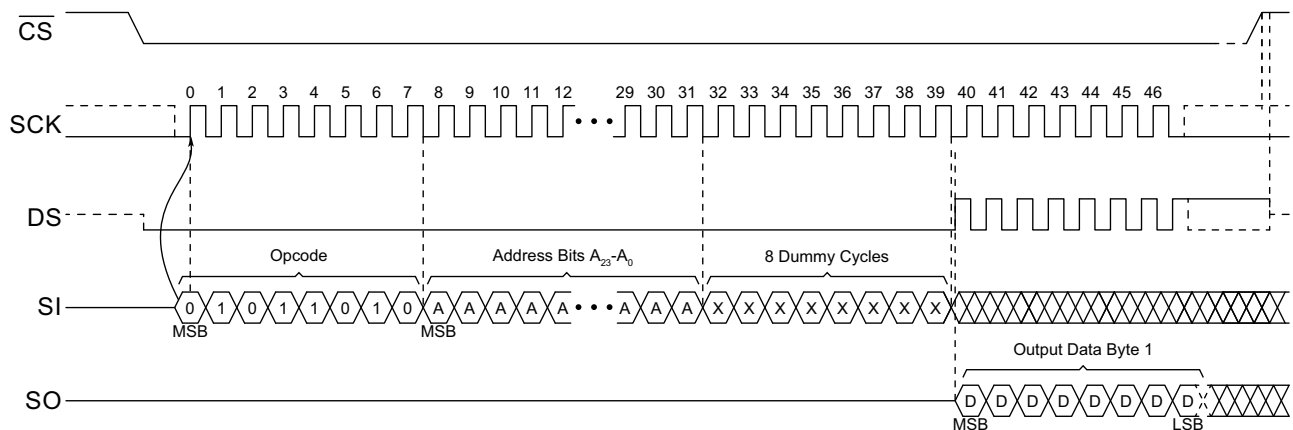 CS
0 1 2 3 4 5 6 7 8 9 10 11 12 29 30 31 32 33 34 35 36 37 38 39 40 41 42 43 44 45 46
SCK
DS
Opcode Address Bits A23-A0 8 Dummy Cycles
SI 0 1 0 1 1 0 1 0 A A A A A A A A X X X X X X X X
MSB MSB
Output Data Byte 1
SO D D D D D D D D
MSB LSB